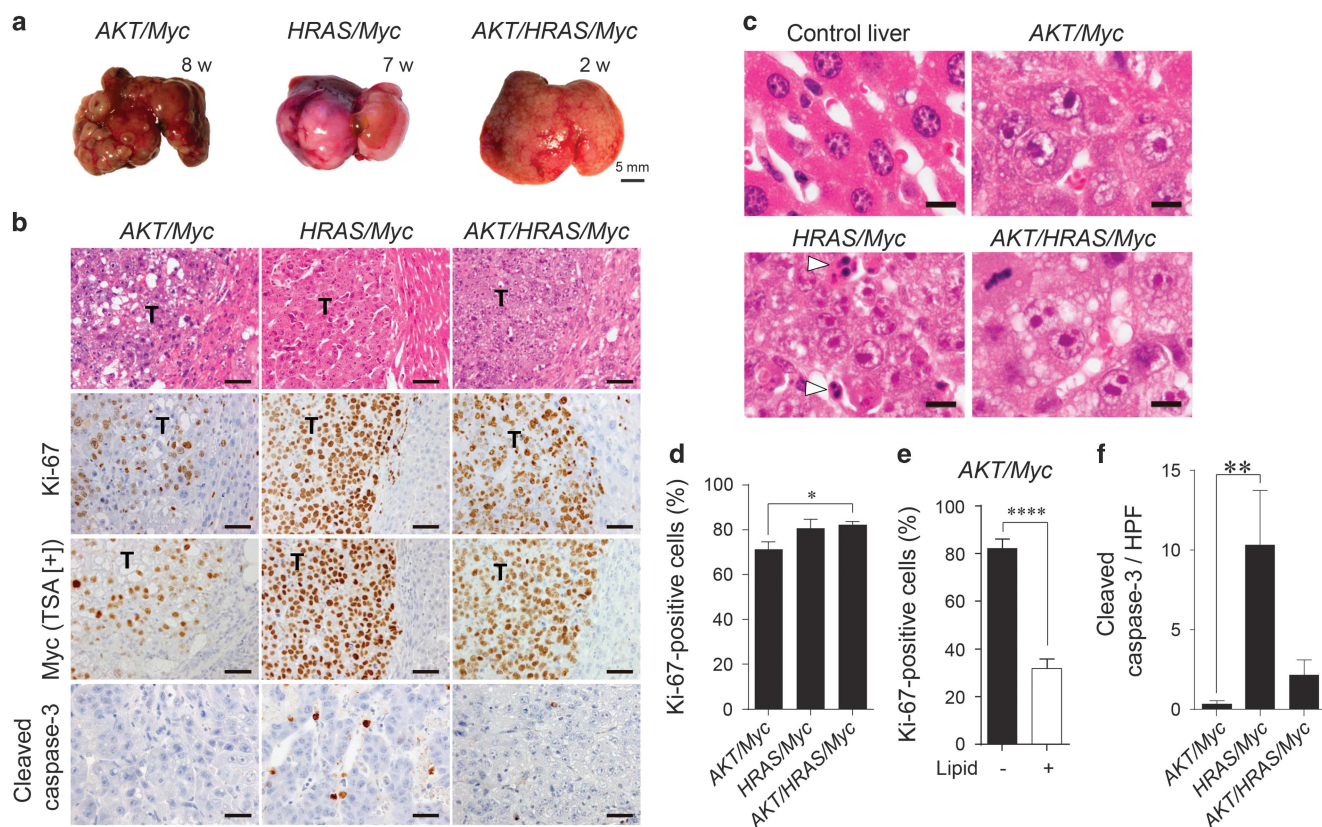 a
AKT/Myc
HRAS/Myc
AKT/HRAS/Myc
8 w
7 w
2 w
5 mm
b
AKT/Myc
HRAS/Myc
AKT/HRAS/Myc
T
T
T
Ki-67
T
T
T
Myc (TSA [+])
T
T
T
Cleaved
caspase-3
c
Control liver
AKT/Myc
HRAS/Myc
AKT/HRAS/Myc
d
Ki-67-positive cells (%)
100
80
60
40
20
0
*
AKT/Myc
HRAS/Myc
AKT/HRAS/Myc
e
AKT/Myc
Ki-67-positive cells (%)
100
80
60
40
20
0
****
Lipid - +
f
Cleaved
caspase-3 / HPF
15
10
5
0
**
AKT/Myc
HRAS/Myc
AKT/HRAS/Myc